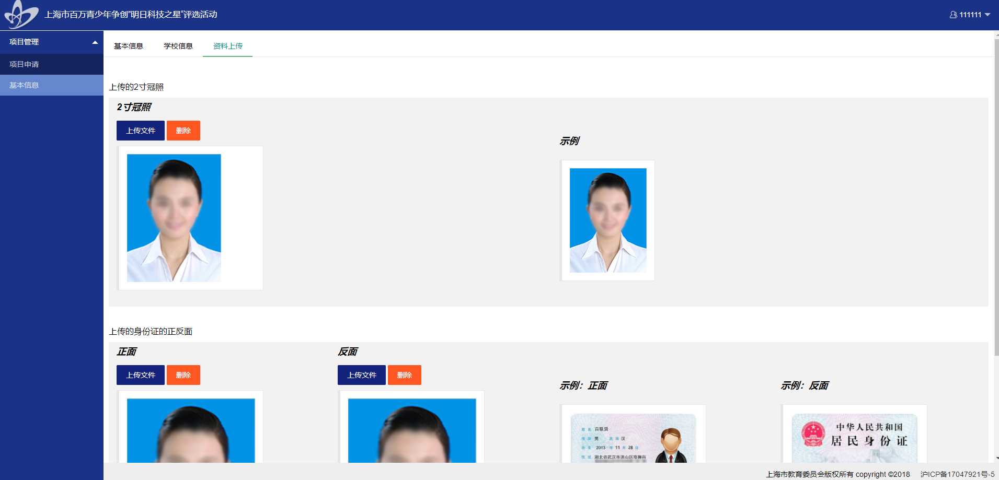 上海市百万青少年争创”明日科技之星“评选活动
111111
项目管理
项目申请
基本信息
基本信息 学校信息 资料上传
上传的2寸冠照
2寸冠照
上传文件 删除
示例
上传的身份证的正反面
正面
上传文件 删除
反面
上传文件 删除
示例：正面
姓名 百联贷
性别 男 民族 汉
出生 2013 年 11 月 28 日
住址 湖北省武汉市洪山区珞狮南
示例：反面
中华人民共和国
居民身份证
上海市教育委员会版权所有 copyright ©2018 沪ICP备17047921号-5